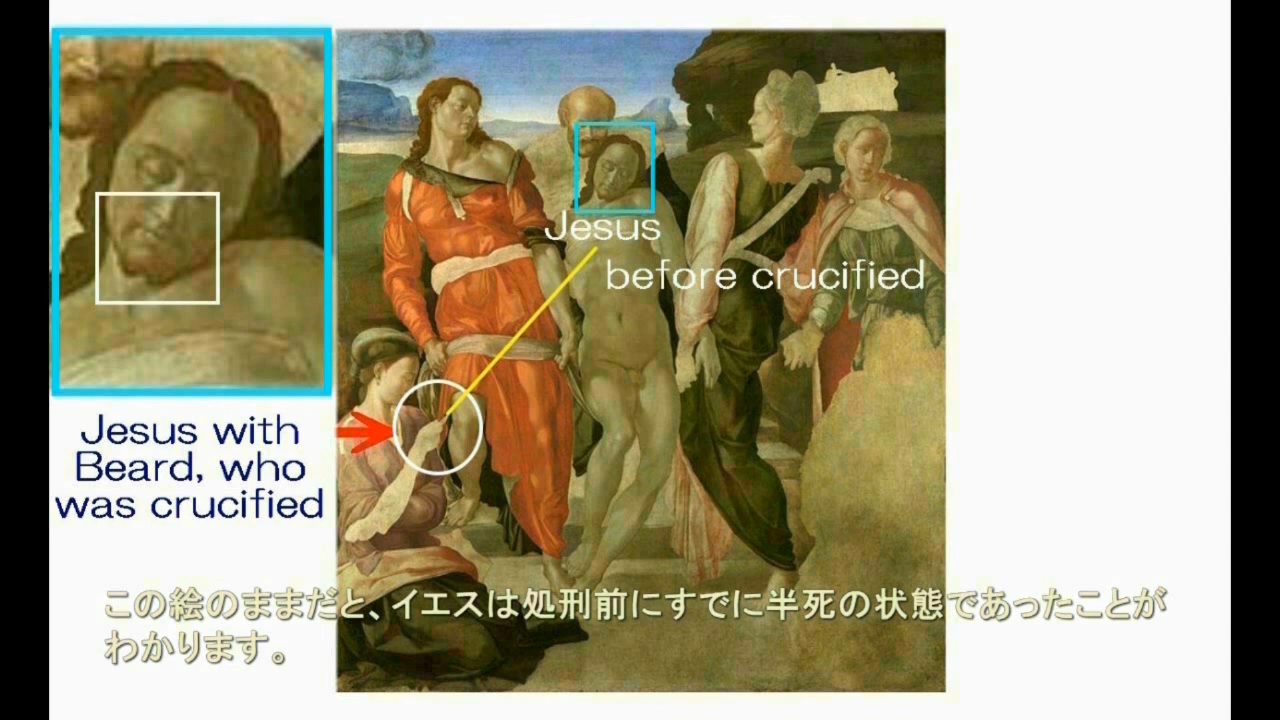 Jesus
before crucified
Jesus with
Beard, who
was crucified
この絵のままだと、イエスは処刑前にすでに半死の状態であったことが
わかります。